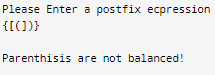 Please Enter a postfix ecpression
{[(])}
Parenthisis are not balanced!